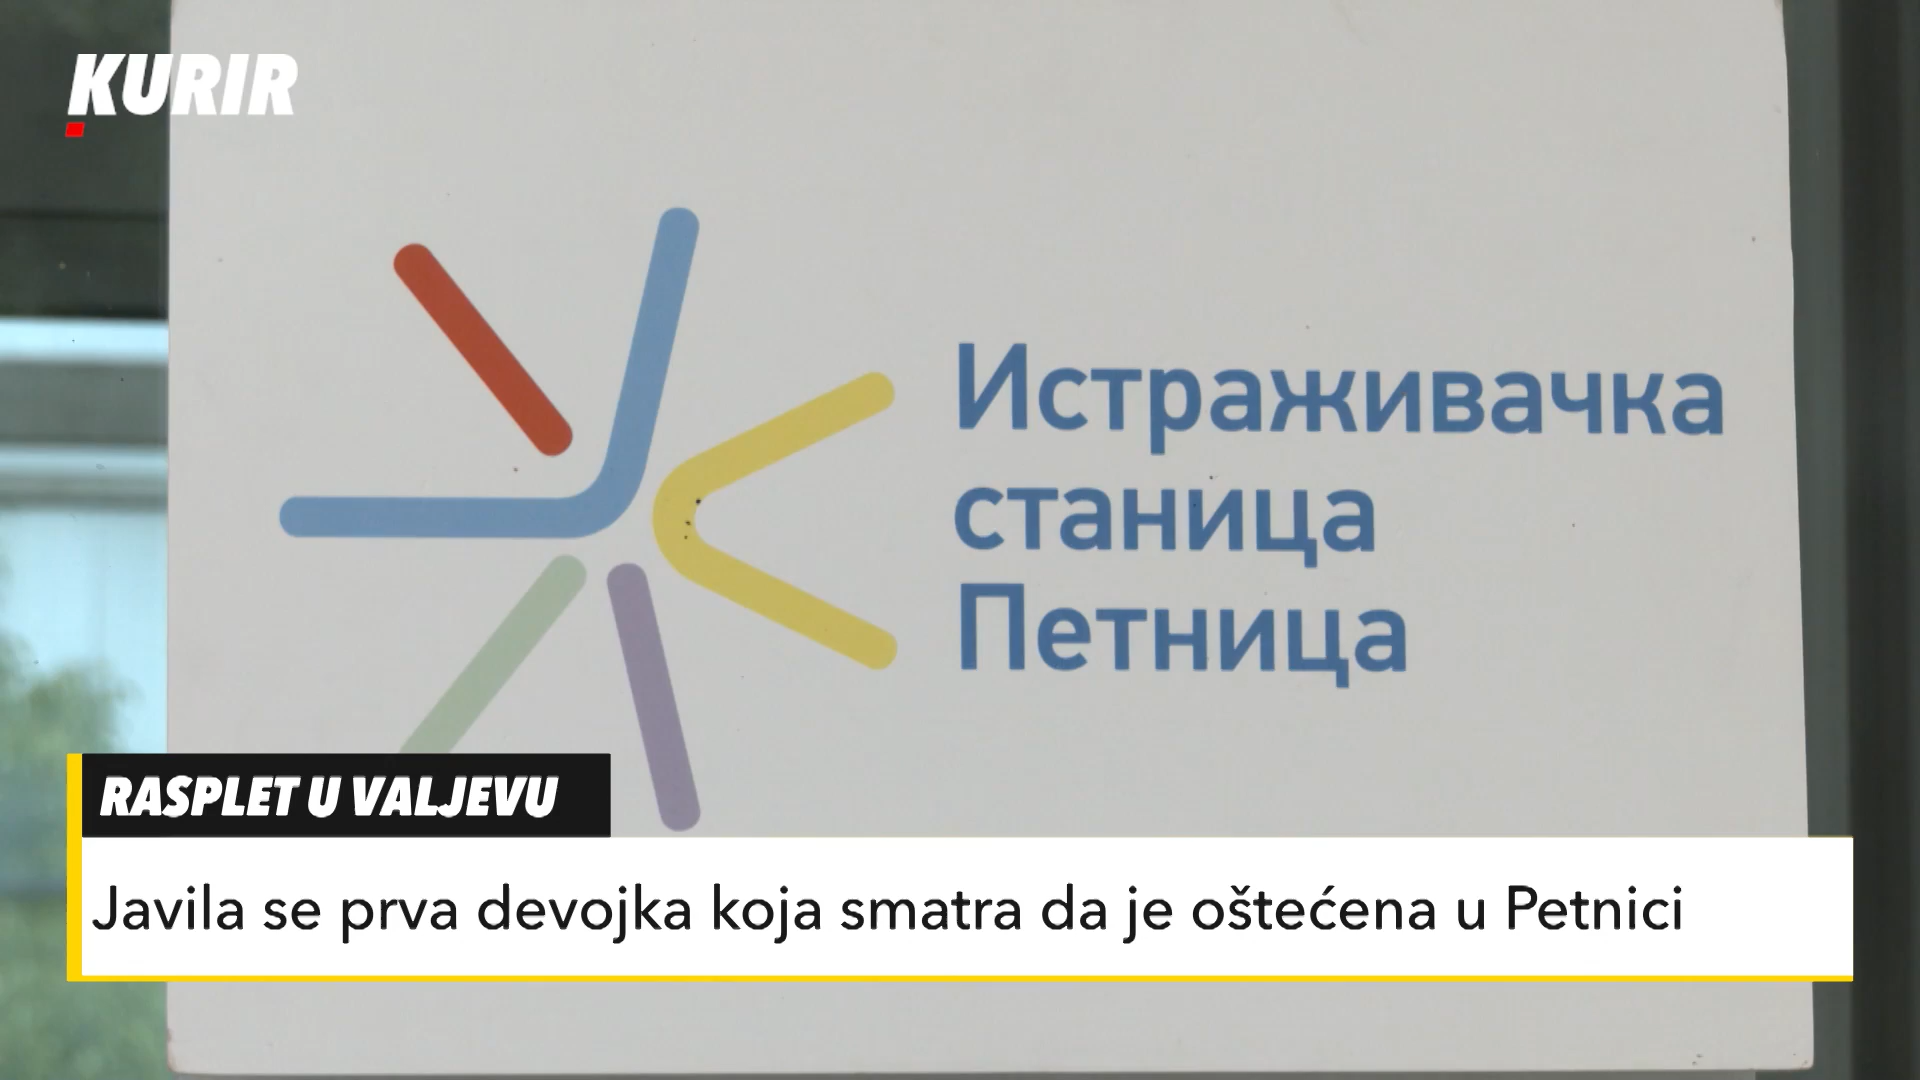 KURIR
Истраживачка
станица
Петница
RASPLET U VALJEVU
Javila se prva devojka koja smatra da je oštećena u Petnici